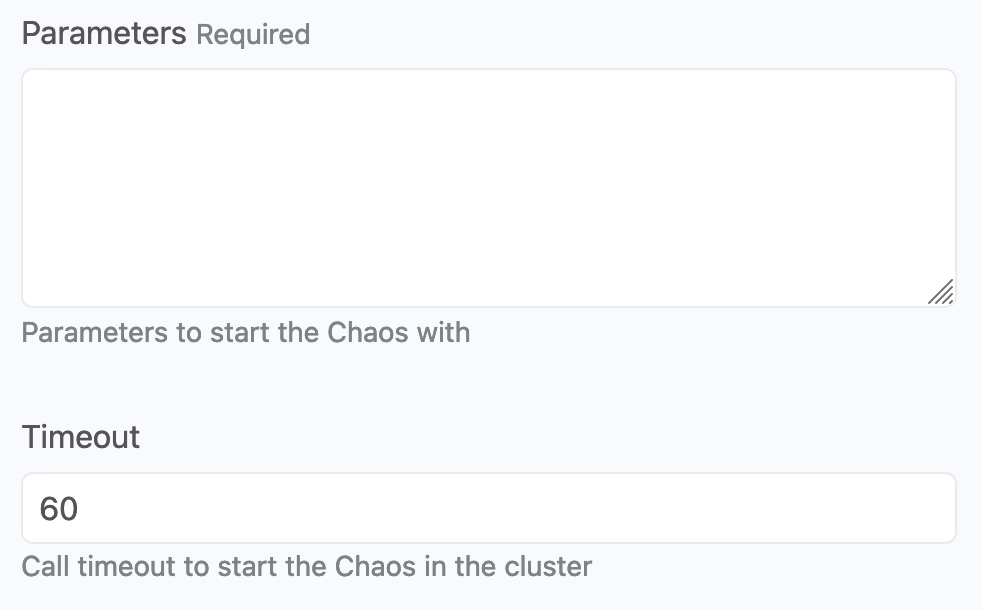 Parameters Required
Parameters to start the Chaos with
Timeout
60
Call timeout to start the Chaos in the cluster